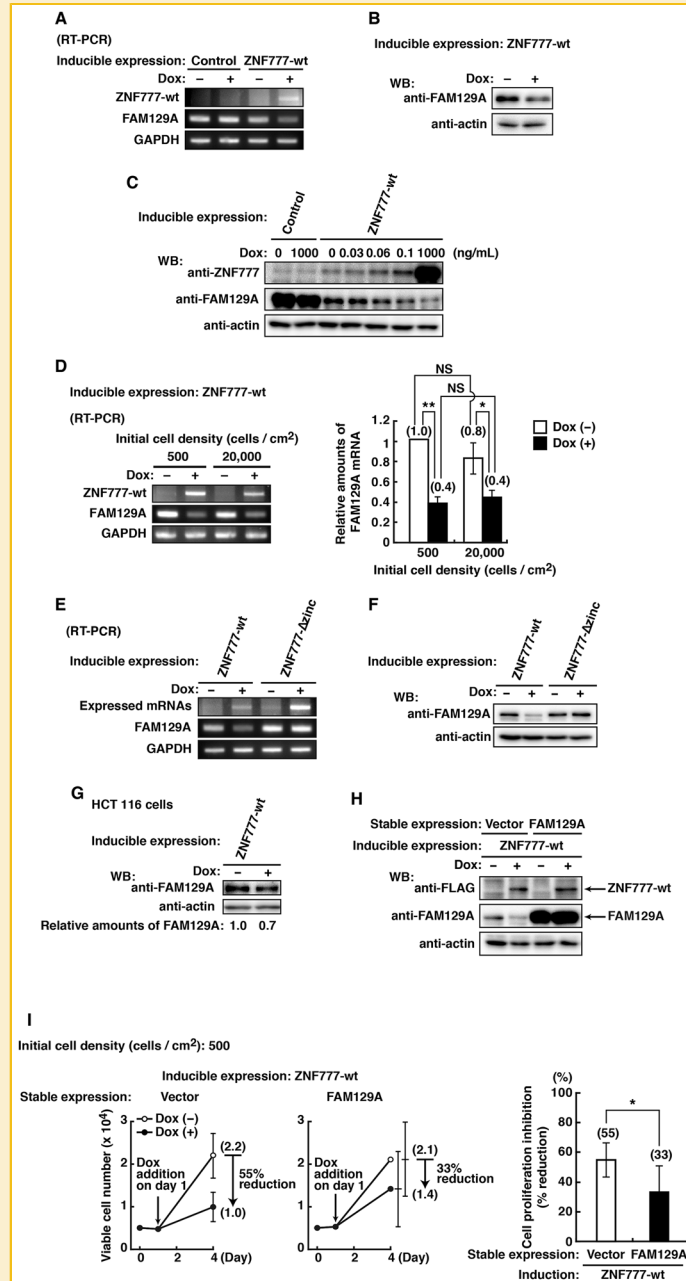 A
(RT-PCR)
Inducible expression: Control ZNF777-wt
Dox: – + – +
ZNF777-wt
FAM129A
GAPDH
B
Inducible expression: ZNF777-wt
WB: Dox: – +
anti-FAM129A
anti-actin
C
Inducible expression: Control ZNF777-wt
WB: Dox: 0 1000 0 0.03 0.06 0.1 1000 (ng/mL)
anti-ZNF777
anti-FAM129A
anti-actin
D
Inducible expression: ZNF777-wt
(RT-PCR)
Initial cell density (cells / cm²)
500 20,000
Dox: – + – +
ZNF777-wt
FAM129A
GAPDH
NS
NS
** *
(1.0) (0.8)
(0.4) (0.4)
Dox (–)
Dox (+)
Relative amounts of
FAM129A mRNA
1
0.8
0.6
0.4
0.2
0
500 20,000
Initial cell density (cells / cm²)
E
(RT-PCR)
Inducible expression: ZNF777-wt ZNF777-Δzinc
Dox: – + – +
Expressed mRNAs
FAM129A
GAPDH
F
Inducible expression: ZNF777-wt ZNF777-Δzinc
WB: Dox: – + – +
anti-FAM129A
anti-actin
G
HCT 116 cells
Inducible expression: ZNF777-wt
WB: Dox: – +
anti-FAM129A
anti-actin
Relative amounts of FAM129A: 1.0 0.7
H
Stable expression: Vector FAM129A
Inducible expression: ZNF777-wt
Dox: – + – +
WB:
anti-FLAG ZNF777-wt
anti-FAM129A FAM129A
anti-actin
I
Initial cell density (cells / cm²): 500
Inducible expression: ZNF777-wt
Stable expression: Vector FAM129A
Viable cell number (x 10⁴)
3
2
1
0
Dox (–)
Dox (+)
Dox
addition
on day 1
(2.2)
55%
reduction
(1.0)
0 2 4 (Day)
3
2
1
0
Dox
addition
on day 1
(2.1)
33%
reduction
(1.4)
0 2 4 (Day)
(%)
Cell proliferation inhibition
(% reduction)
100
80
60
40
20
0
*
(55)
(33)
Stable expression: Vector FAM129A
Induction: ZNF777-wt